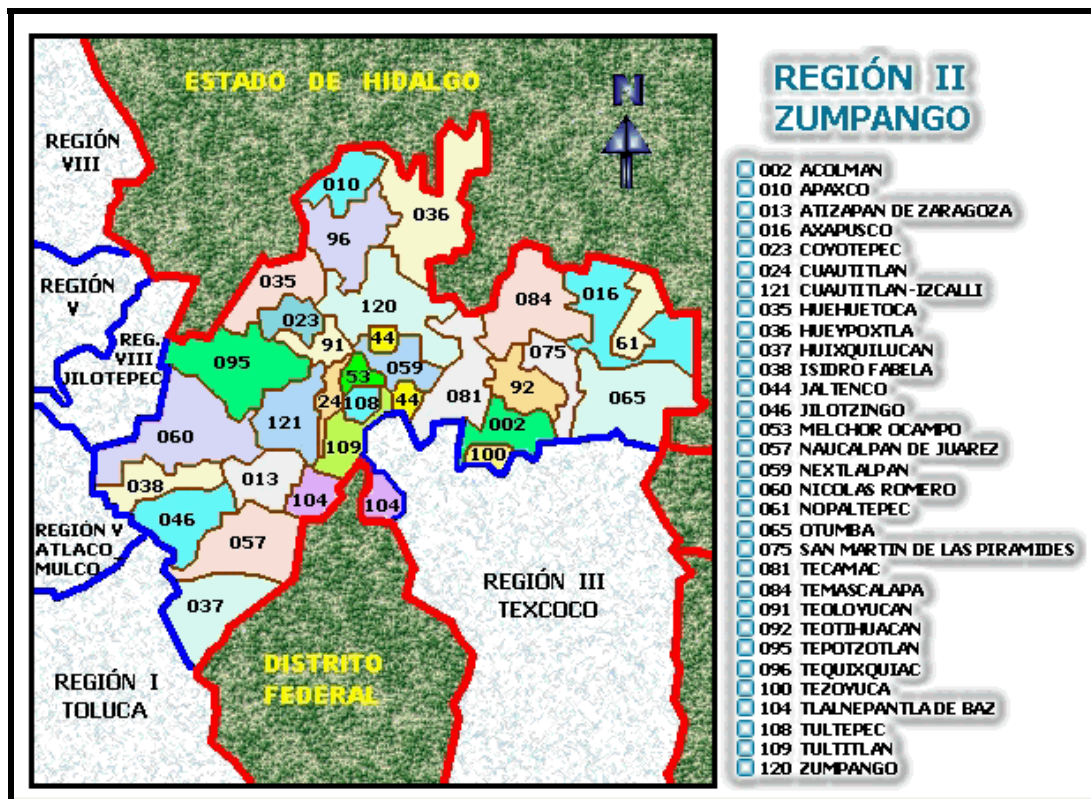 ESTADO DE HIDALGO
N
REGIÓN
VIII
010
036
96
REGIÓN
V
035
120
084
016
023
REG.
VIII
JILOTEPEC
91
44
075
61
095
53
059
92
065
24
108
44
081
060
121
002
109
100
038
013
104
104
046
REGIÓN V
ATLACO
MULCO
057
REGIÓN III
TEXCOCO
037
DISTRITO
FEDERAL
REGIÓN I
TOLUCA
REGIÓN II
ZUMPANGO
002 ACOLMAN
010 APAXCO
013 ATIZAPAN DE ZARAGOZA
016 AXAPUSCO
023 COYOTEPEC
024 CUAUTITLAN
121 CUAUTITLAN-IZCALLI
035 HUEHUETOCA
036 HUEYPOXTLA
037 HUIXQUILUCAN
038 ISIDRO FABELA
044 JALTENCO
046 JILOTZINGO
053 MELCHOR OCAMPO
057 NAUCALPAN DE JUAREZ
059 NEXTLALPAN
060 NICOLAS ROMERO
061 NOPALTEPEC
065 OTUMBA
075 SAN MARTIN DE LAS PIRAMIDES
081 TECAMAC
084 TEMASCALAPA
091 TEOLOYUCAN
092 TEOTIHUACAN
095 TEPOTZOTLAN
096 TEQUIXQUIAC
100 TEZOYUCA
104 TLALNEPANTLA DE BAZ
108 TULTEPEC
109 TULTITLAN
120 ZUMPANGO